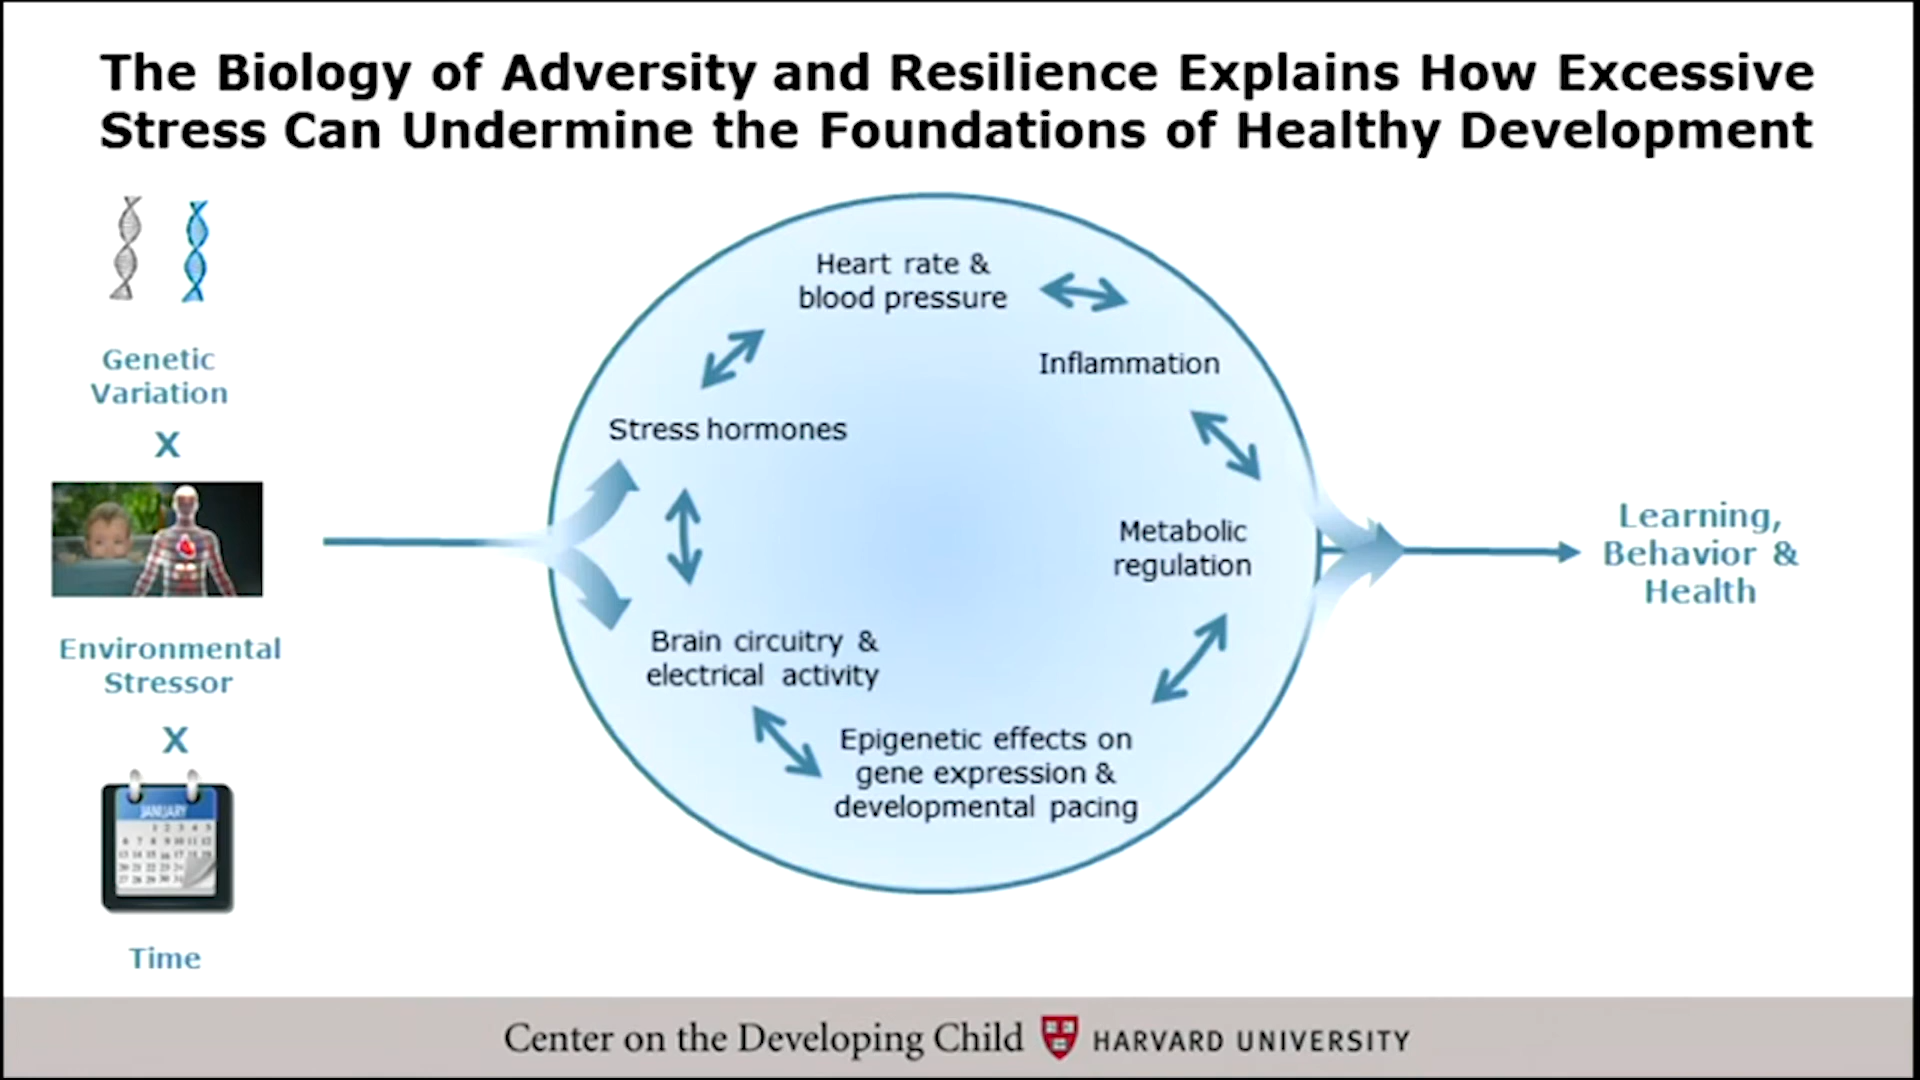 The Biology of Adversity and Resilience Explains How Excessive
Stress Can Undermine the Foundations of Healthy Development
Genetic
Variation
X
Environmental
Stressor
X
JANUARY
Time
Heart rate &
blood pressure
Inflammation
Stress hormones
Metabolic
regulation
Brain circuitry &
electrical activity
Epigenetic effects on
gene expression &
developmental pacing
Learning,
Behavior &
Health
Center on the Developing Child HARVARD UNIVERSITY